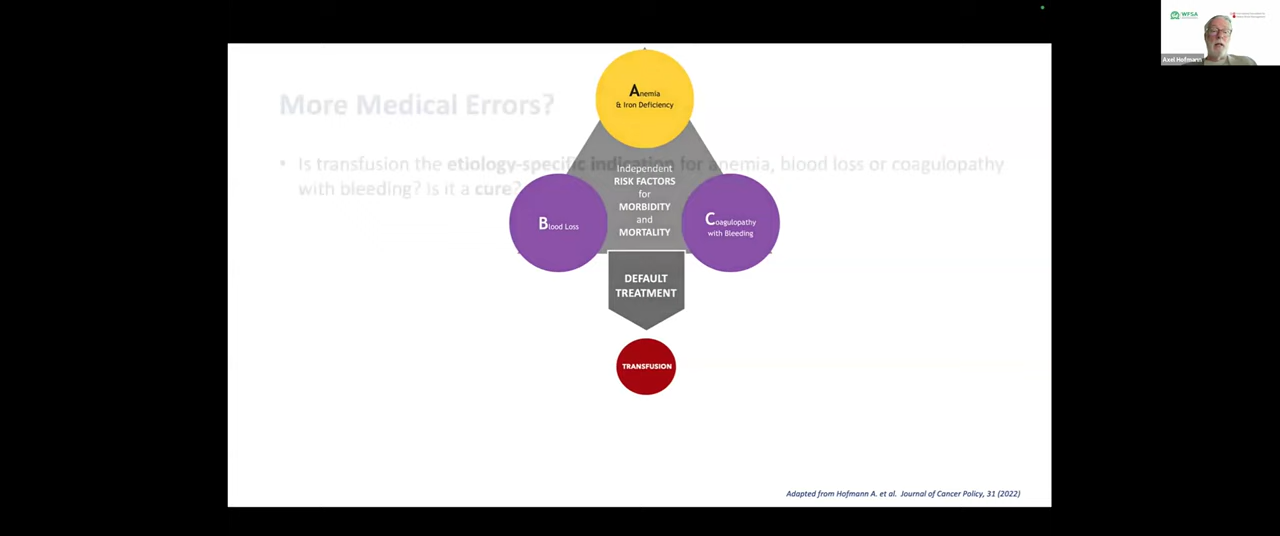 WFSA
Axel Hofmann
More Medical Errors?
• Is transfusion the etiology-specific indication for anemia, blood loss or coagulopathy
with bleeding? Is it a cure?
Anemia
& Iron Deficiency
Independent
RISK FACTORS
for
MORBIDITY
and
MORTALITY
Blood Loss
Coagulopathy
with Bleeding
DEFAULT
TREATMENT
TRANSFUSION
Adapted from Hofmann A. et al. Journal of Cancer Policy, 31 (2022)